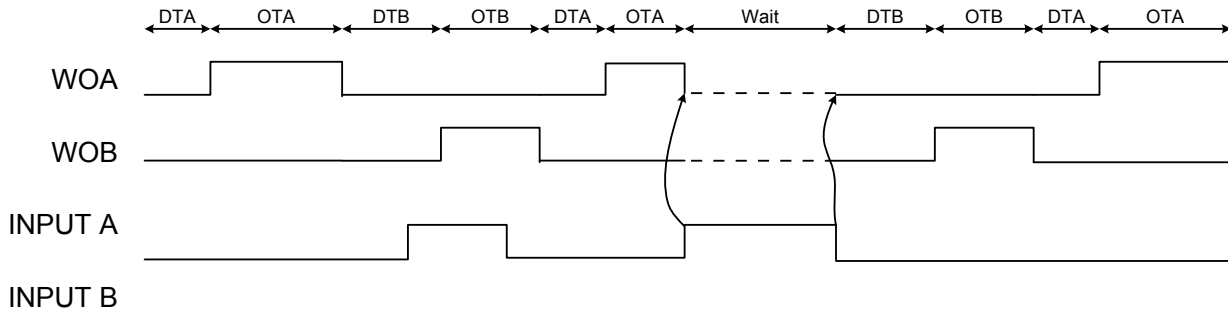 DTA OTA DTB OTB DTA OTA Wait DTB OTB DTA OTA
WOA
WOB
INPUT A
INPUT B